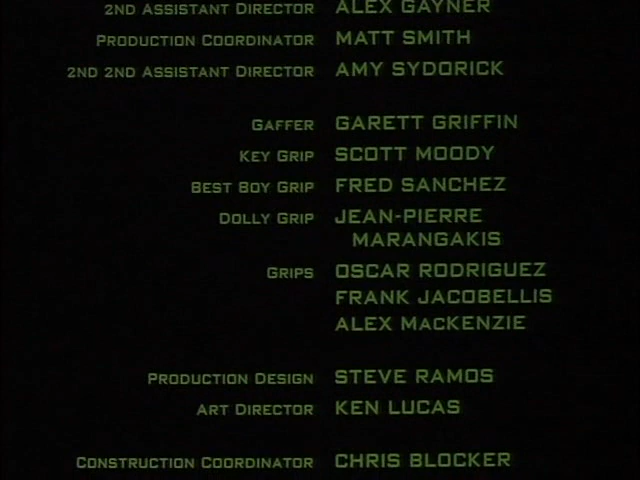 2ND ASSISTANT DIRECTOR ALEX GAYNER
PRODUCTION COORDINATOR MATT SMITH
2ND 2ND ASSISTANT DIRECTOR AMY SYDORICK
GAFFER GARETT GRIFFIN
KEY GRIP SCOTT MOODY
BEST BOY GRIP FRED SANCHEZ
DOLLY GRIP JEAN-PIERRE
MARANGAKIS
GRIPS OSCAR RODRIGUEZ
FRANK JACOBELLIS
ALEX MACKENZIE
PRODUCTION DESIGN STEVE RAMOS
ART DIRECTOR KEN LUCAS
CONSTRUCTION COORDINATOR CHRIS BLOCKER